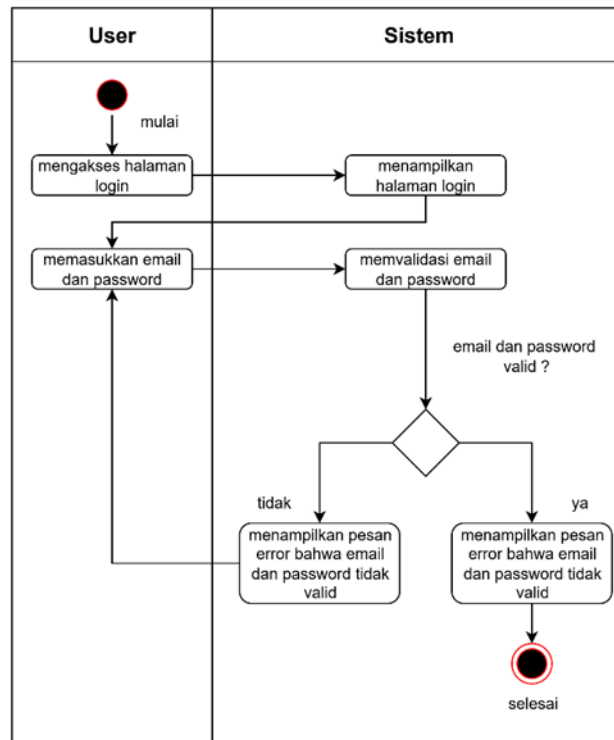 User
Sistem
mulai
mengakses halaman
login
menampilkan
halaman login
memasukkan email
dan password
memvalidasi email
dan password
email dan password
valid ?
tidak
ya
menampilkan pesan
error bahwa email
dan password tidak
valid
menampilkan pesan
error bahwa email
dan password tidak
valid
selesai